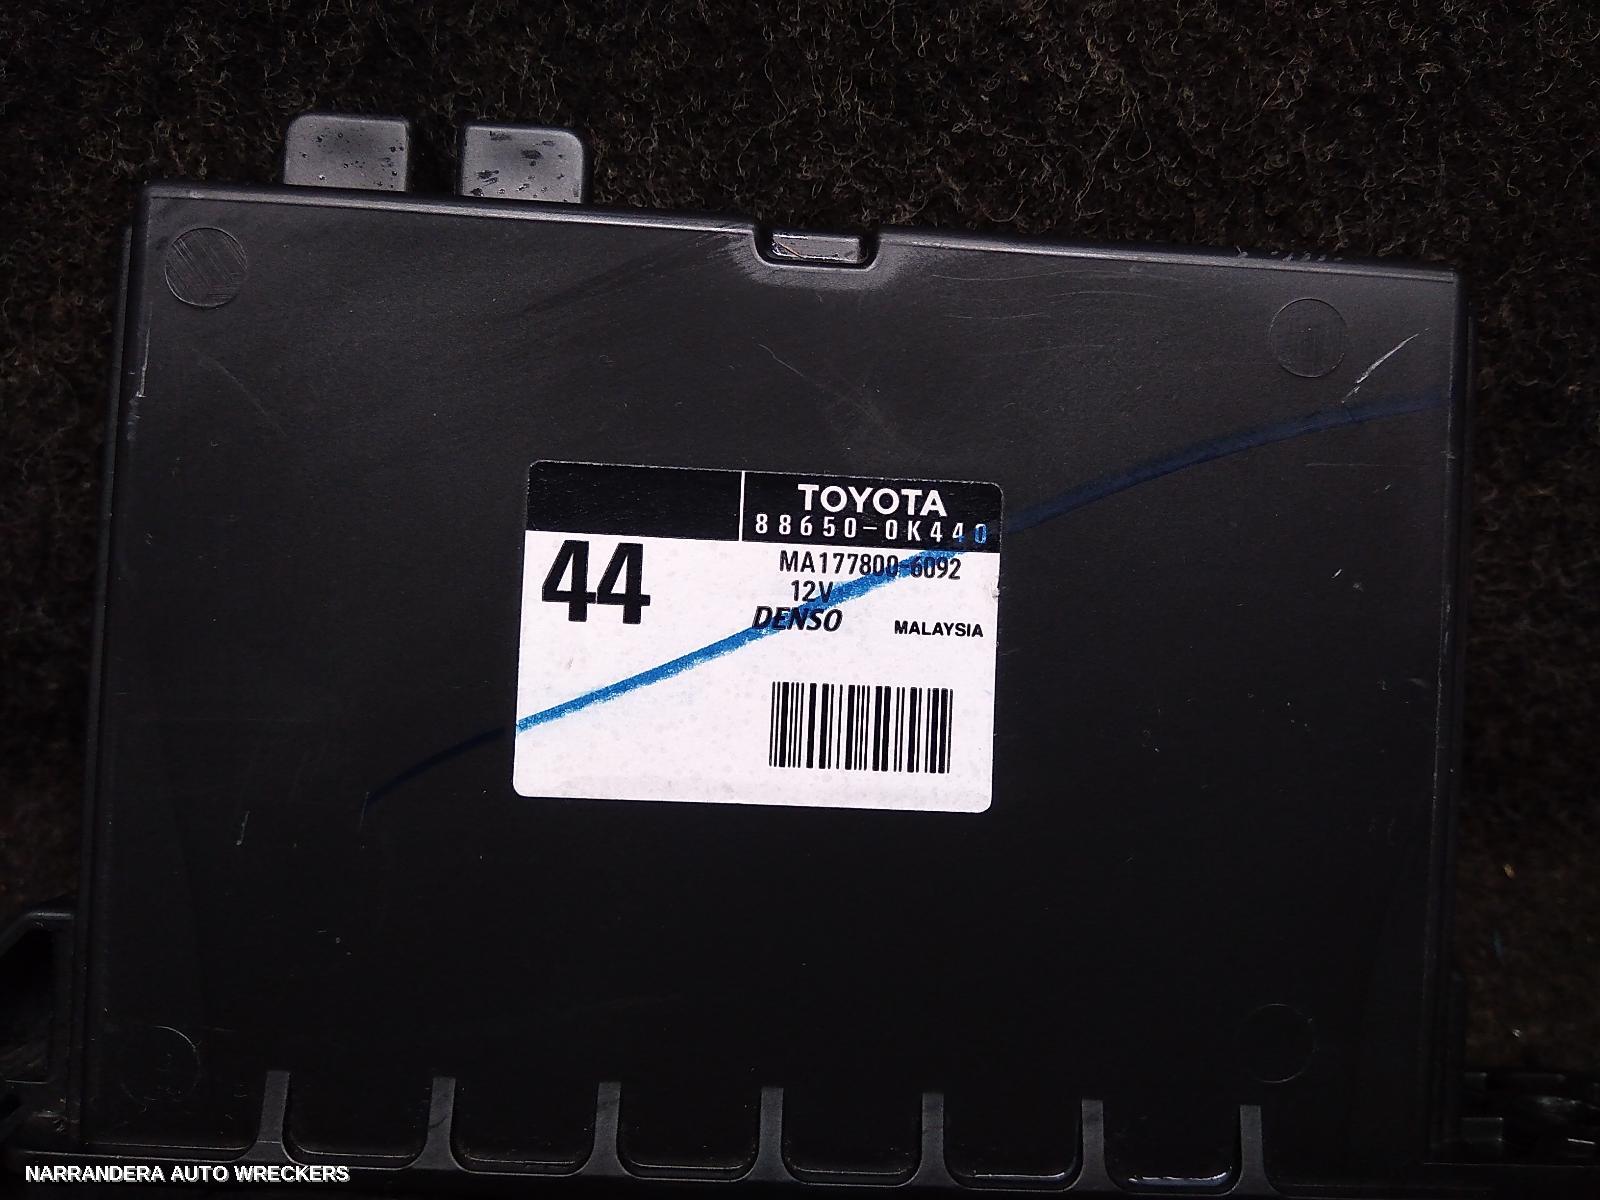 TOYOTA
88650-0K440
44
MA177800-6092
12V
DENSO
MALAYSIA
NARRANDERA AUTO WRECKERS